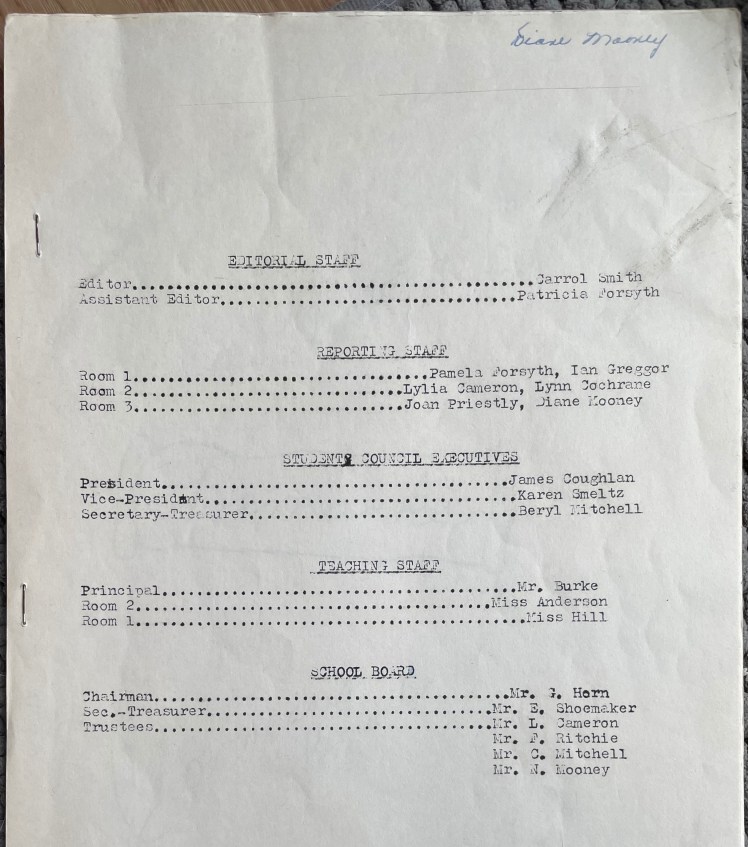 Diane Mooney
EDITORIAL STAFF
Editor..................................................Carrol Smith
Assistant Editor.....................................Patricia Forsyth
REPORTING STAFF
Room 1.....................................Pamela Forsyth, Ian Greggor
Room 2..................................Lylia Cameron, Lynn Cochrane
Room 3..................................Joan Priestly, Diane Mooney
STUDENTS COUNCIL EXECUTIVES
President............................................James Coughlan
Vice-President.......................................Karen Smeltz
Secretary-Treasurer..................................Beryl Mitchell
TEACHING STAFF
Principal.............................................Mr. Burke
Room 2.............................................Miss Anderson
Room 1.................................................Miss Hill
SCHOOL BOARD
Chairman.............................................Mr. G. Horn
Sec.-Treasurer....................................Mr. E. Shoemaker
Trustees..........................................Mr. L. Cameron
Mr. F. Ritchie
Mr. C. Mitchell
Mr. N. Mooney